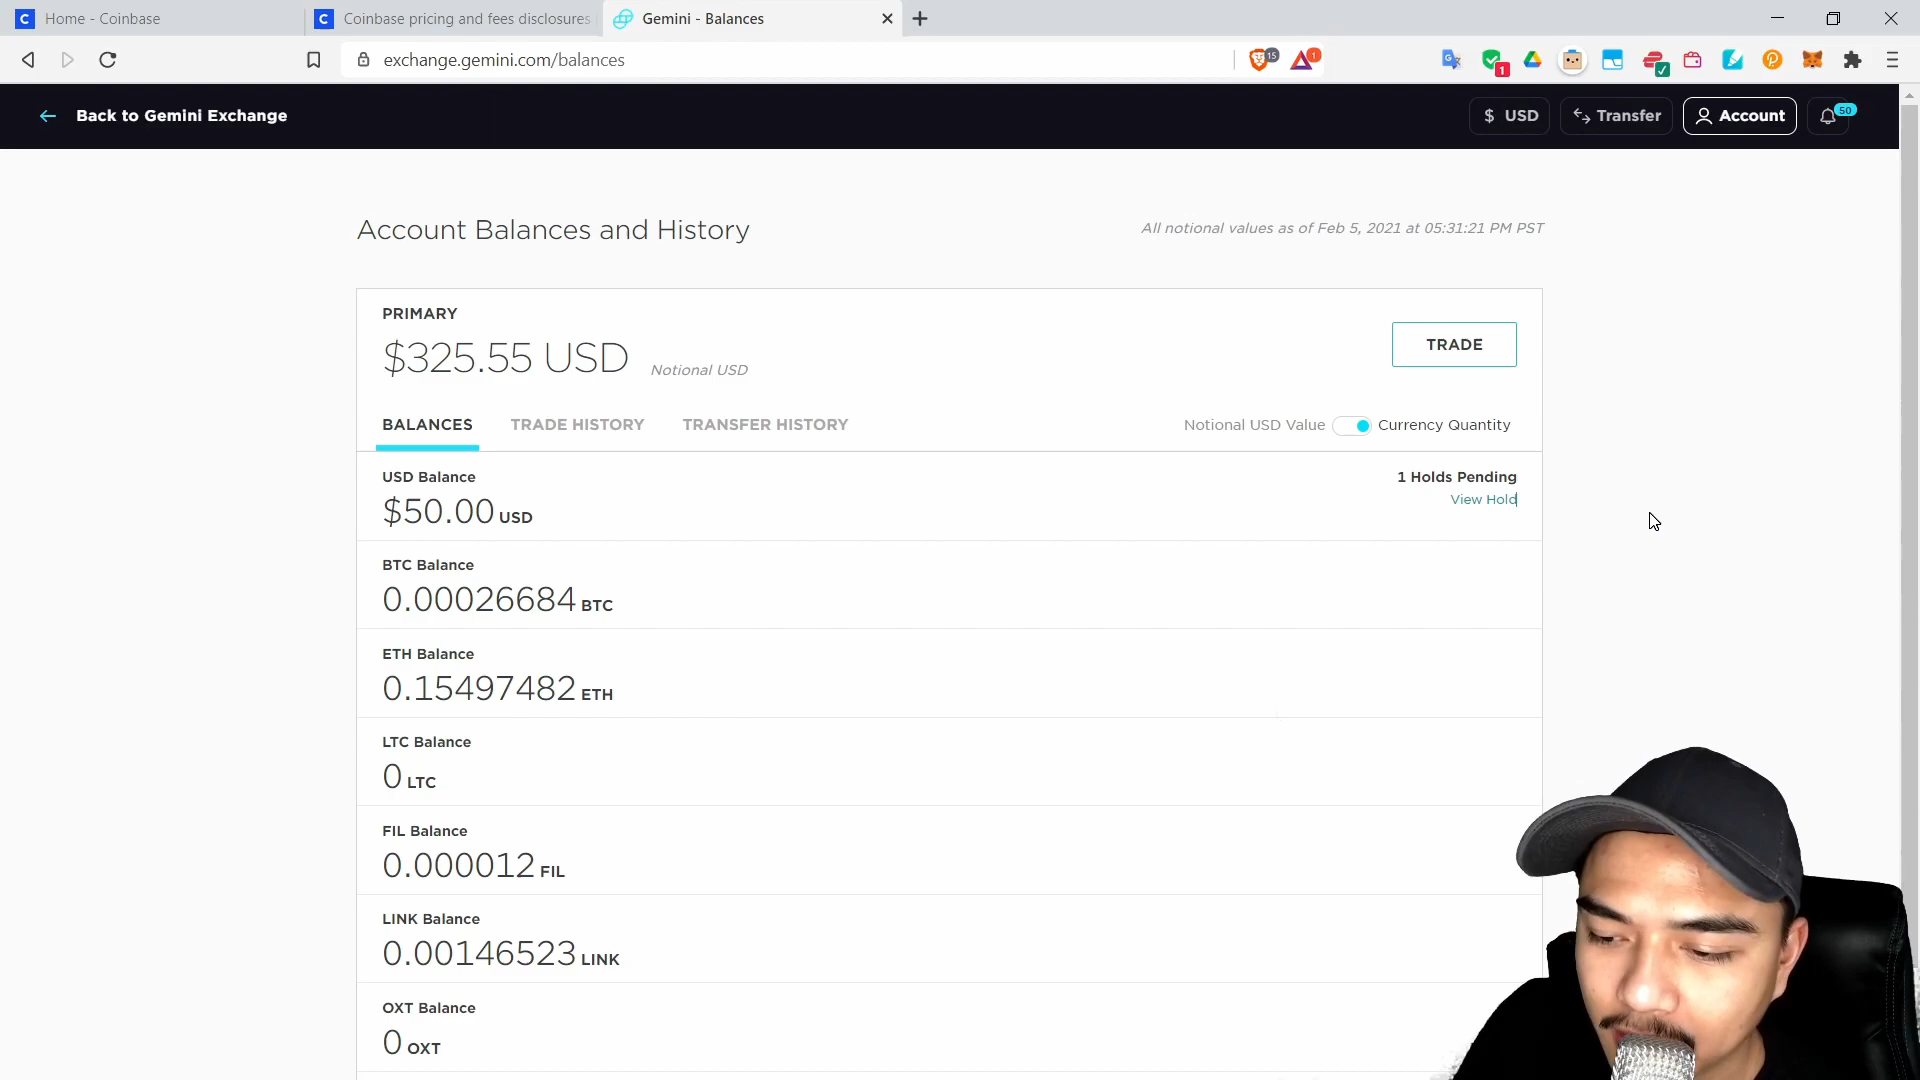 Home - Coinbase
Coinbase pricing and fees disclosures
Gemini - Balances
exchange.gemini.com/balances
15
1
1
Back to Gemini Exchange
$ USD
Transfer
Account
50
Account Balances and History
All notional values as of Feb 5, 2021 at 05:31:21 PM PST
PRIMARY
$325.55 USD Notional USD
TRADE
BALANCES
TRADE HISTORY
TRANSFER HISTORY
Notional USD Value
Currency Quantity
USD Balance
$50.00 USD
1 Holds Pending
View Hold
BTC Balance
0.00026684 BTC
ETH Balance
0.15497482 ETH
LTC Balance
0 LTC
FIL Balance
0.000012 FIL
LINK Balance
0.00146523 LINK
OXT Balance
0 OXT